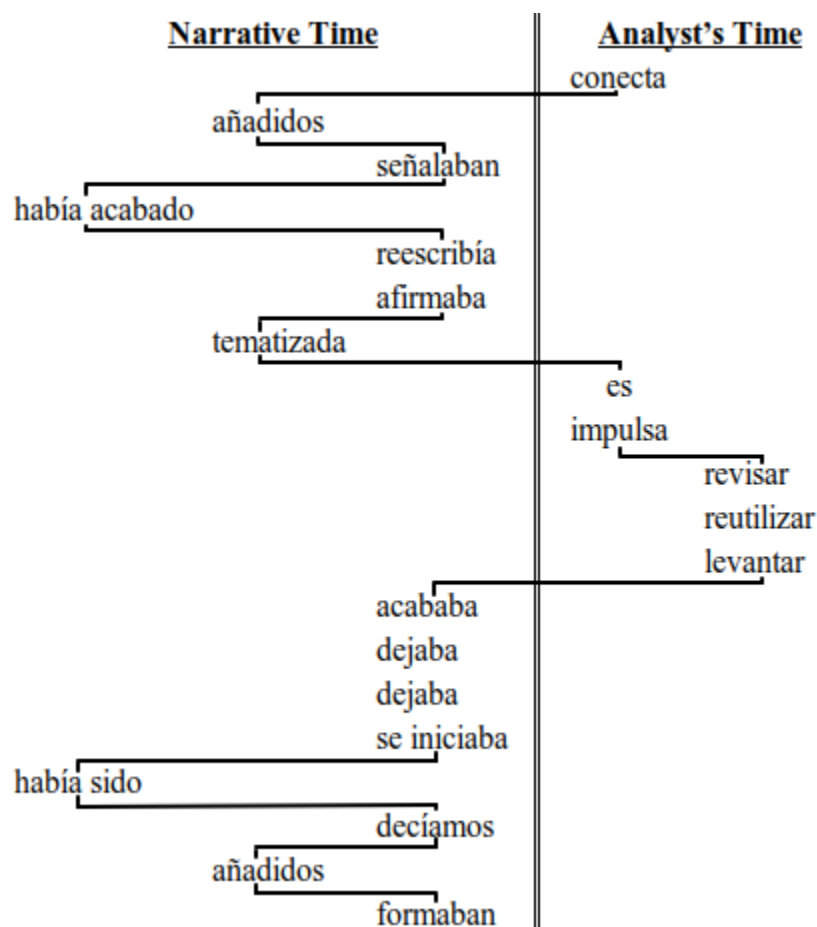 Narrative Time Analyst's Time
conecta
añadidos
señalaban
había acabado
reescribía
afirmaba
tematizada
es
impulsa
revisar
reutilizar
levantar
acababa
dejaba
dejaba
se iniciaba
había sido
decíamos
añadidos
formaban